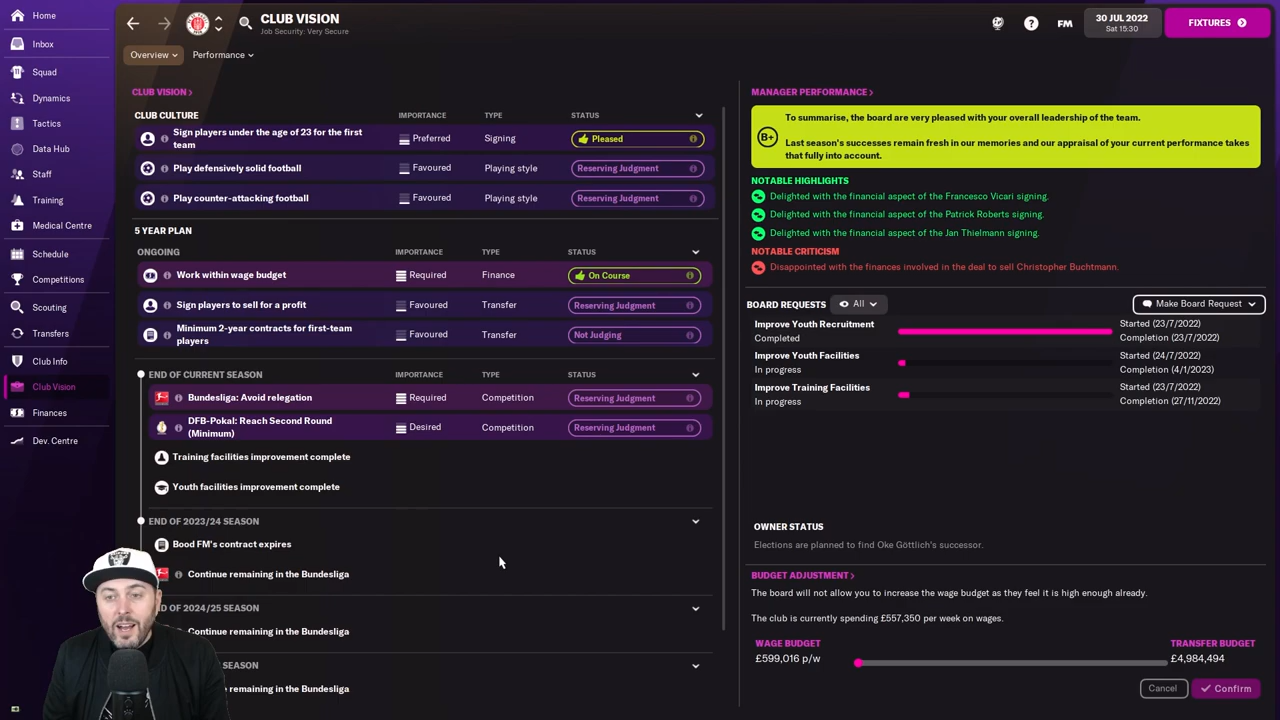 Home
Inbox
Squad
Dynamics
Tactics
Data Hub
Staff
Training
Medical Centre
Schedule
Competitions
Scouting
Transfers
Club Info
Club Vision
Finances
Dev. Centre
CLUB VISION
Job Security: Very Secure
FM
30 JUL 2022
Sat 15:30
FIXTURES
Overview
Performance
CLUB VISION >
CLUB CULTURE IMPORTANCE TYPE STATUS
Sign players under the age of 23 for the first
team
Preferred Signing Pleased
Play defensively solid football Favoured Playing style Reserving Judgment
Play counter-attacking football Favoured Playing style Reserving Judgment
5 YEAR PLAN
ONGOING IMPORTANCE TYPE STATUS
Work within wage budget Required Finance On Course
Sign players to sell for a profit Favoured Transfer Reserving Judgment
Minimum 2-year contracts for first-team
players
Favoured Transfer Not Judging
END OF CURRENT SEASON IMPORTANCE TYPE STATUS
Bundesliga: Avoid relegation Required Competition Reserving Judgment
DFB-Pokal: Reach Second Round
(Minimum)
Desired Competition Reserving Judgment
Training facilities improvement complete
Youth facilities improvement complete
END OF 2023/24 SEASON
Bood FM's contract expires
Continue remaining in the Bundesliga
END OF 2024/25 SEASON
Continue remaining in the Bundesliga
SEASON
Continue remaining in the Bundesliga
MANAGER PERFORMANCE >
B+
To summarise, the board are very pleased with your overall leadership of the team.
Last season's successes remain fresh in our memories and our appraisal of your current performance takes
that fully into account.
NOTABLE HIGHLIGHTS
Delighted with the financial aspect of the Francesco Vicari signing.
Delighted with the financial aspect of the Patrick Roberts signing.
Delighted with the financial aspect of the Jan Thielmann signing.
NOTABLE CRITICISM
Disappointed with the finances involved in the deal to sell Christopher Buchtmann.
BOARD REQUESTS All Make Board Request
Improve Youth Recruitment Started (23/7/2022)
Completed Completion (23/7/2022)
Improve Youth Facilities Started (24/7/2022)
In progress Completion (4/1/2023)
Improve Training Facilities Started (23/7/2022)
In progress Completion (27/11/2022)
OWNER STATUS
Elections are planned to find Oke Göttlich's successor.
BUDGET ADJUSTMENT >
The board will not allow you to increase the wage budget as they feel it is high enough already.
The club is currently spending £557,350 per week on wages.
WAGE BUDGET TRANSFER BUDGET
£599,016 p/w £4,984,494
Cancel Confirm